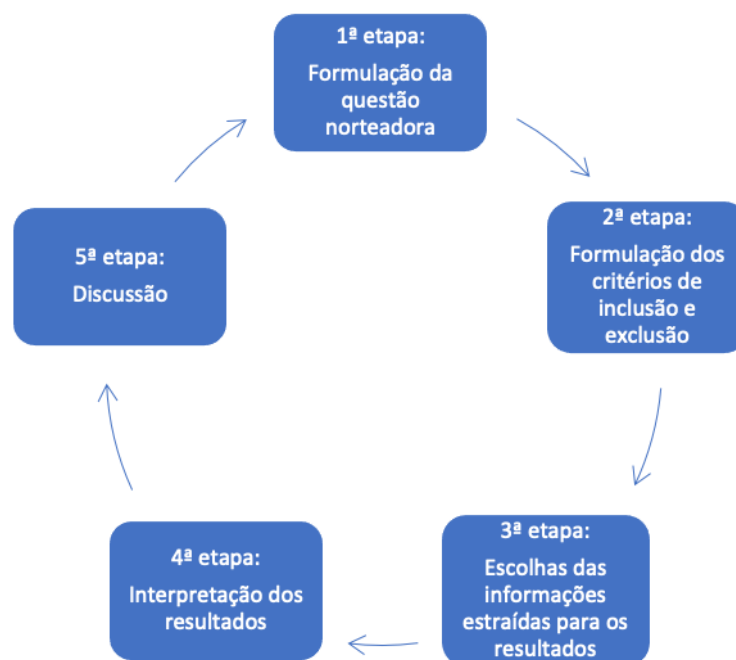 1ª etapa:
Formulação da
questão
norteadora
2ª etapa:
Formulação dos
critérios de
inclusão e
exclusão
3ª etapa:
Escolhas das
informações
estraídas para os
resultados
4ª etapa:
Interpretação dos
resultados
5ª etapa:
Discussão